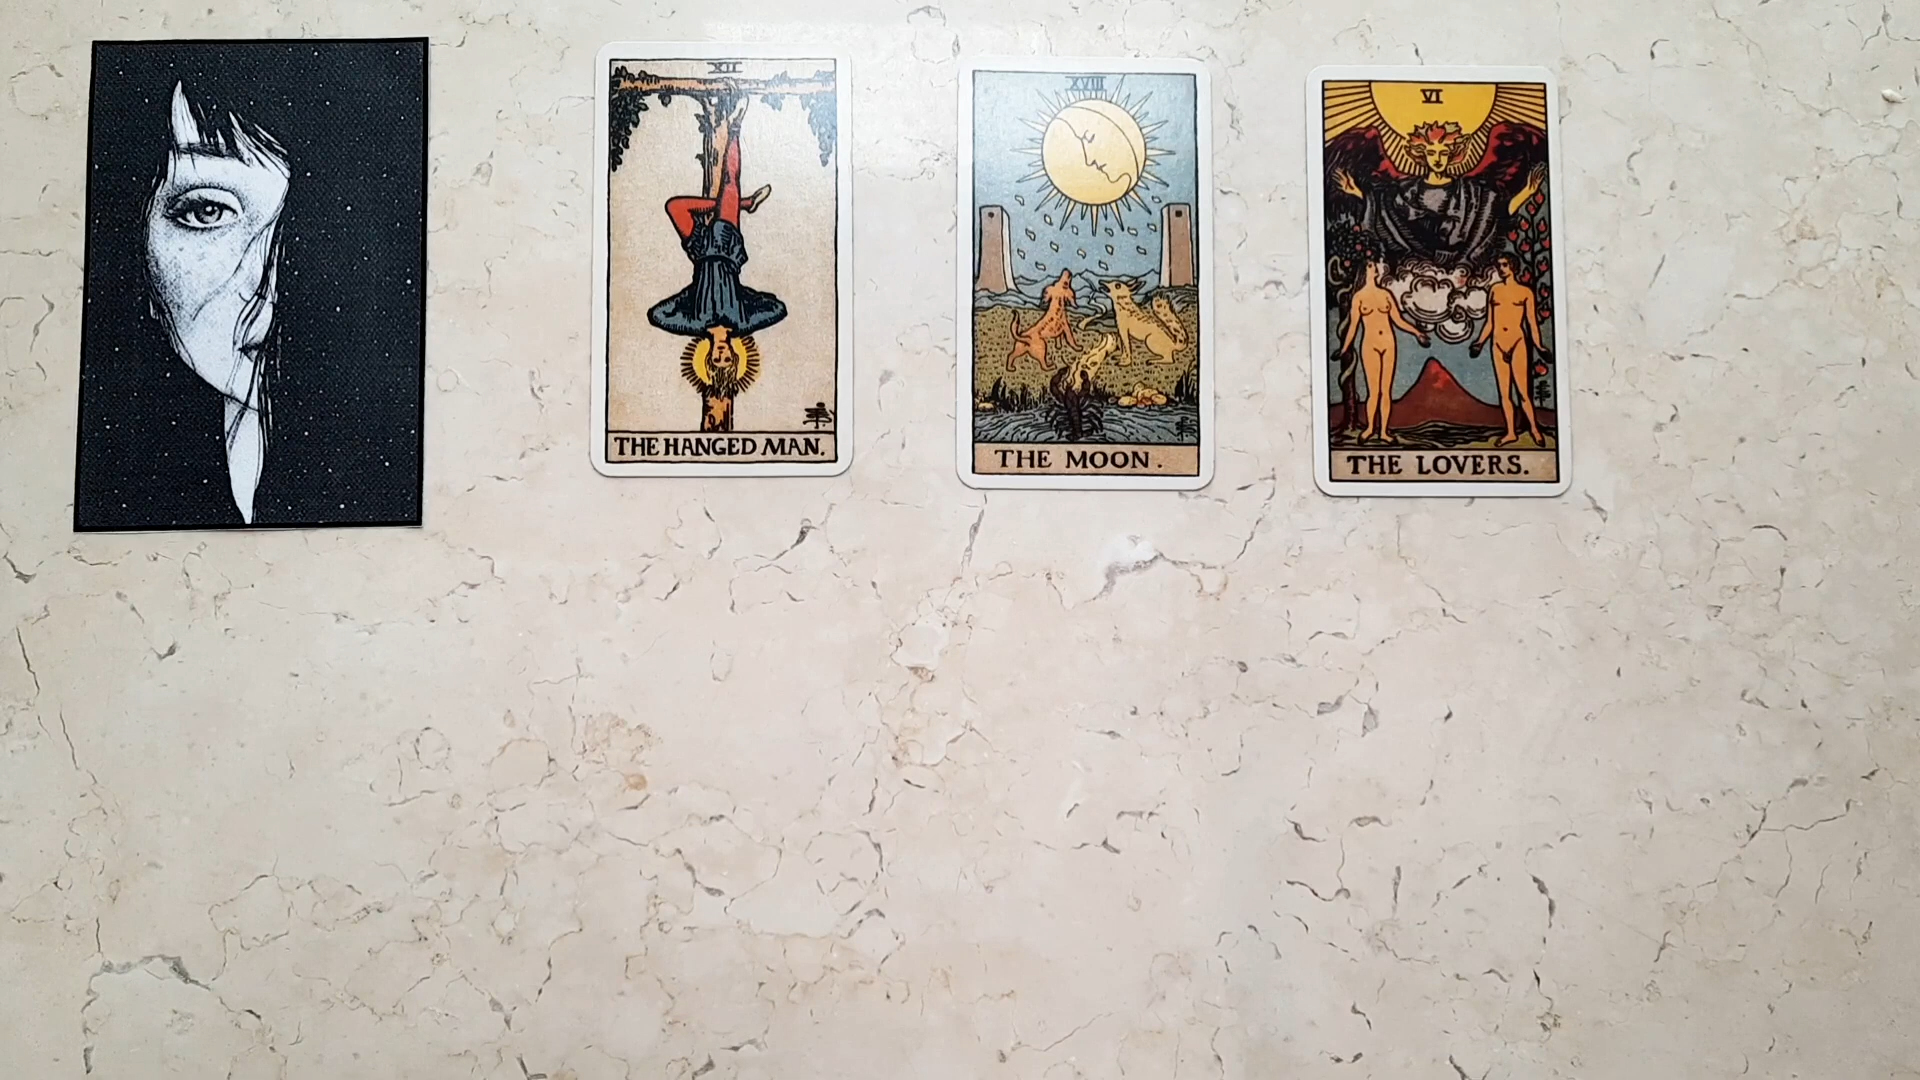 XII
THE HANGED MAN.
XVIII
THE MOON.
VI
THE LOVERS.